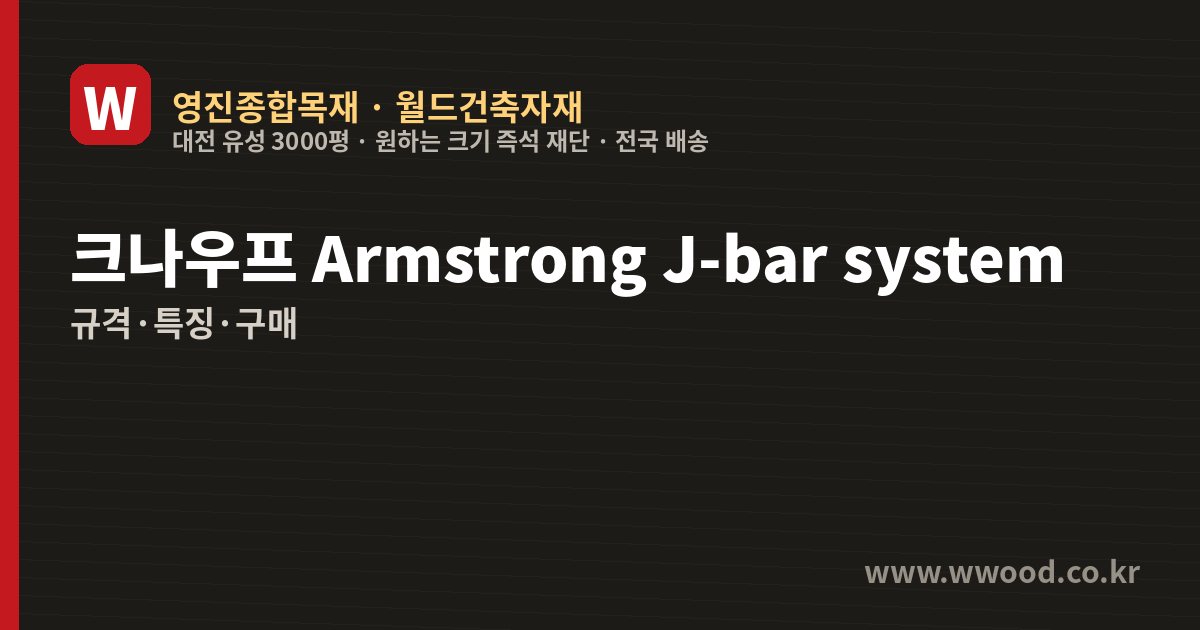 W
영진종합목재 · 월드건축자재
대전 유성 3000평 · 원하는 크기 즉석 재단 · 전국 배송
크나우프 Armstrong J-bar system
규격·특징·구매
www.wwood.co.kr